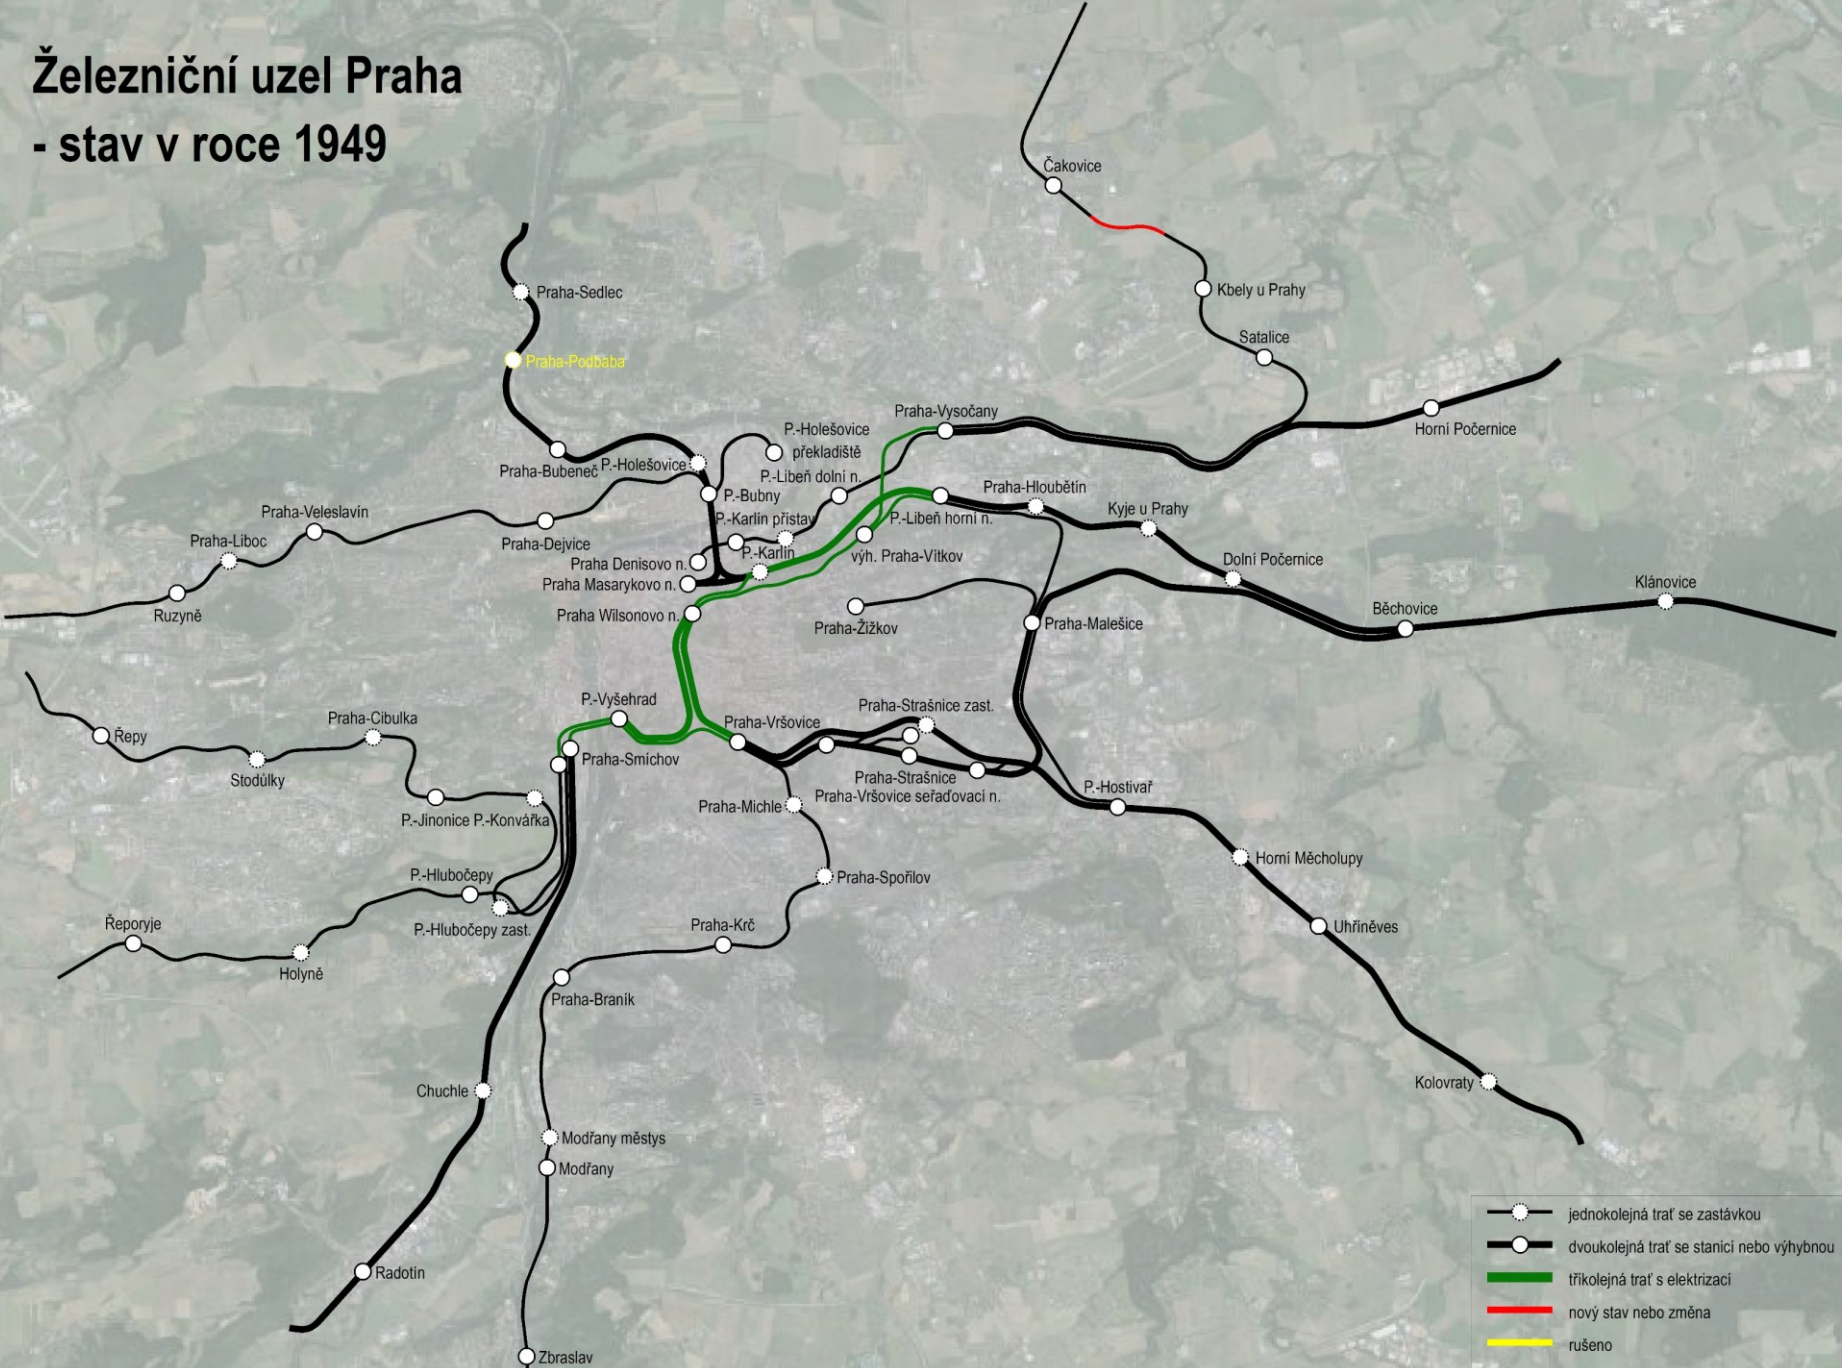 Železniční uzel Praha
- stav v roce 1949
Čakovice
Praha-Sedlec
Kbely u Prahy
Satalice
Praha-Podbaba
Praha-Vysočany
Horní Počernice
P.-Holešovice
překladiště
Praha-Bubeneč
P.-Holešovice
P.-Libeň dolní n.
P.-Bubny
Praha-Hloubětín
Praha-Veleslavín
P.-Karlín přístav
P.-Libeň horní n.
Kyje u Prahy
Praha-Liboc
Praha-Dejvice
P.-Karlín
výh. Praha-Vítkov
Praha Denisovo n.
Dolní Počernice
Praha Masarykovo n.
Klánovice
Ruzyně
Praha Wilsonovo n.
Praha-Žižkov
Praha-Malešice
Běchovice
P.-Vyšehrad
Praha-Strašnice zast.
Praha-Cibulka
Praha-Vršovice
Řepy
Praha-Smíchov
Stodůlky
Praha-Strašnice
P.-Hostivař
Praha-Vršovice seřaďovací n.
Praha-Michle
P.-Jinonice
P.-Konvářka
Horní Měcholupy
P.-Hlubočepy
Praha-Spořilov
Řeporyje
P.-Hlubočepy zast.
Praha-Krč
Uhříněves
Holyně
Praha-Braník
Kolovraty
Chuchle
Modřany městys
Modřany
Radotín
Zbraslav
jednokolejná trať se zastávkou
dvoukolejná trať se stanicí nebo výhybnou
tříkolejná trať s elektrizací
nový stav nebo změna
rušeno